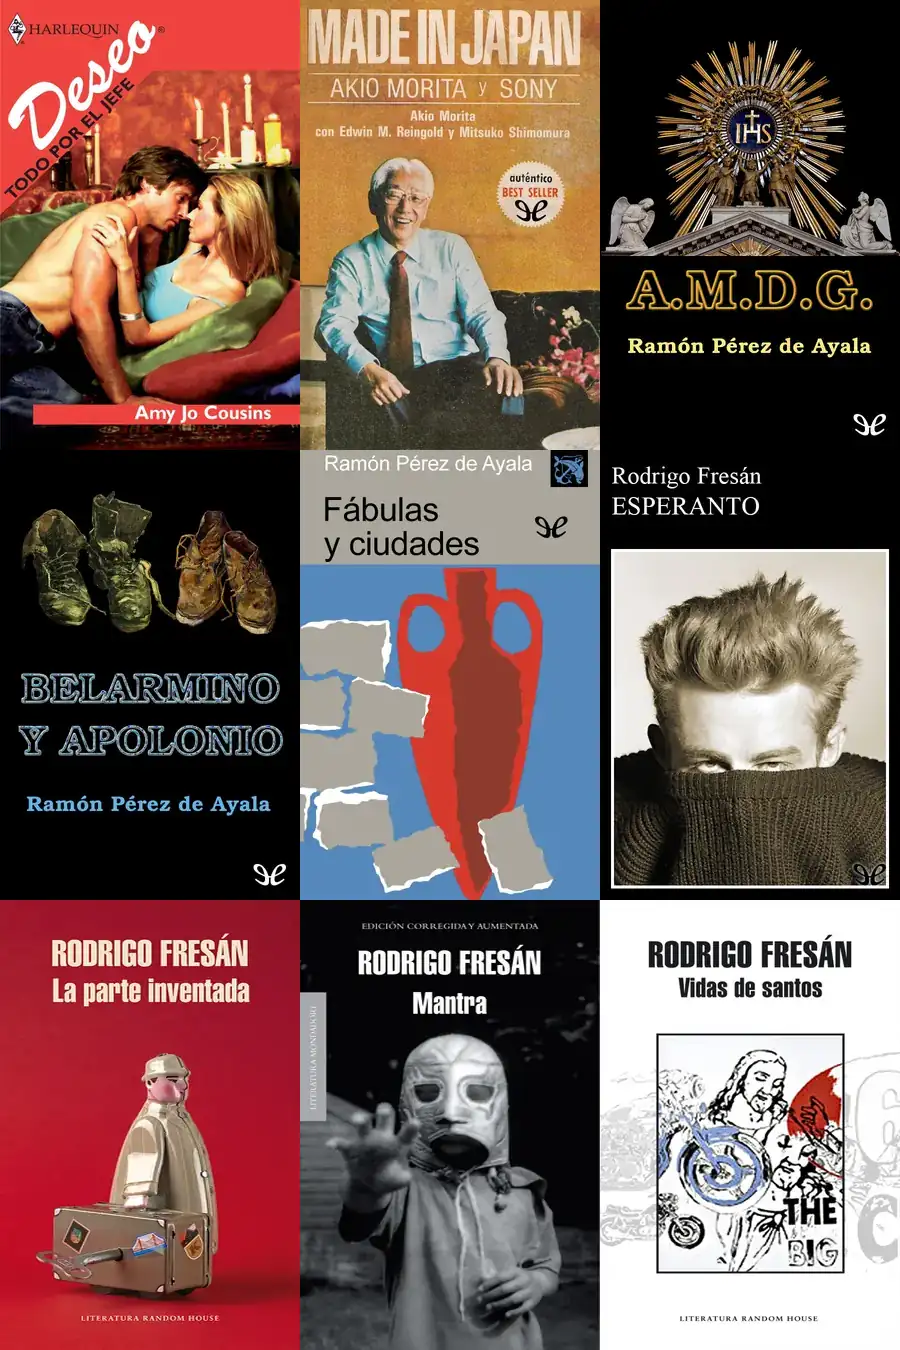 HARLEQUIN®
Deseo
TODO POR EL JEFE
Amy Jo Cousins
MADE IN JAPAN
AKIO MORITA y SONY
Akio Morita
con Edwin M. Reingold y Mitsuko Shimomura
auténtico
BEST SELLER
IHS
A.M.D.G.
Ramón Pérez de Ayala
BELARMINO
Y APOLONIO
Ramón Pérez de Ayala
Ramón Pérez de Ayala
Fábulas
y ciudades
Rodrigo Fresán
ESPERANTO
RODRIGO FRESÁN
La parte inventada
LITERATURA RANDOM HOUSE
EDICIÓN CORREGIDA Y AUMENTADA
RODRIGO FRESÁN
Mantra
LITERATURA MONDADORI
RODRIGO FRESÁN
Vidas de santos
6
C
THE
BIG
LITERATURA RANDOM HOUSE